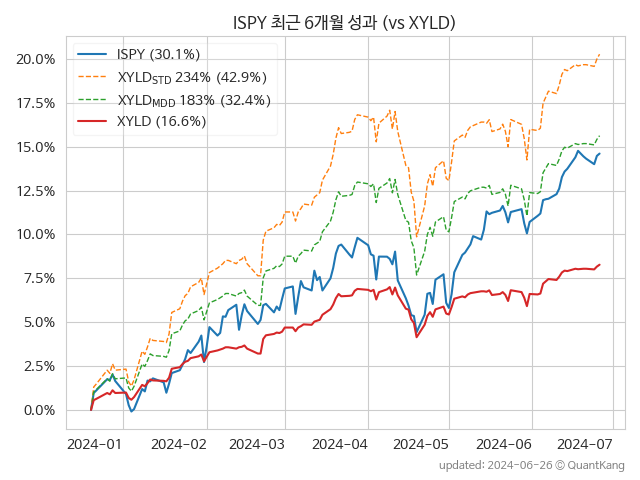 ISPY 최근 6개월 성과 (vs XYLD)
ISPY (30.1%)
XYLD_STD 234% (42.9%)
XYLD_MDD 183% (32.4%)
XYLD (16.6%)
20.0%
17.5%
15.0%
12.5%
10.0%
7.5%
5.0%
2.5%
0.0%
2024-01 2024-02 2024-03 2024-04 2024-05 2024-06 2024-07
updated: 2024-06-26 ⓒ QuantKang